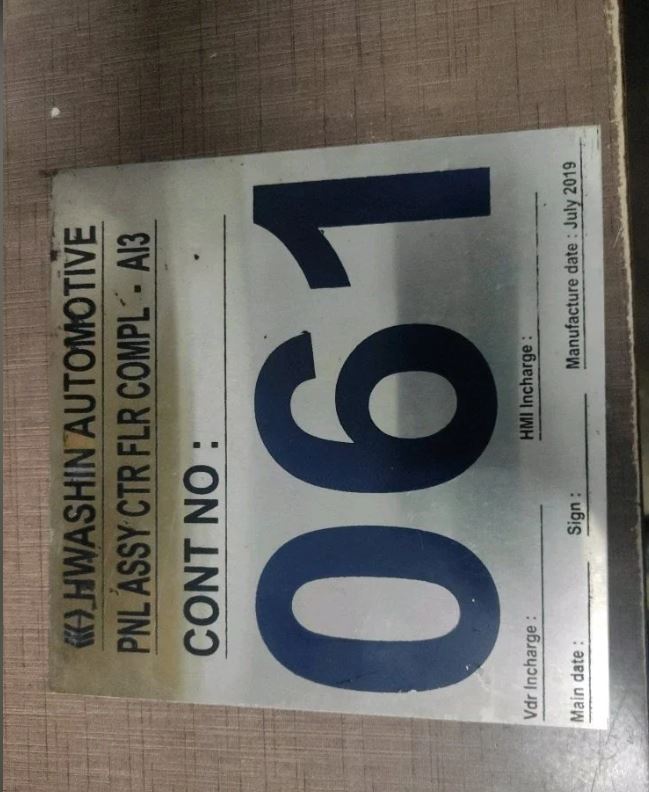 HWASHIN AUTOMOTIVE
PNL ASSY CTR FLR COMPL - AI3
CONT NO :
061
Vdr Incharge : HMI Incharge :
Main date : Sign : Manufacture date : July 2019